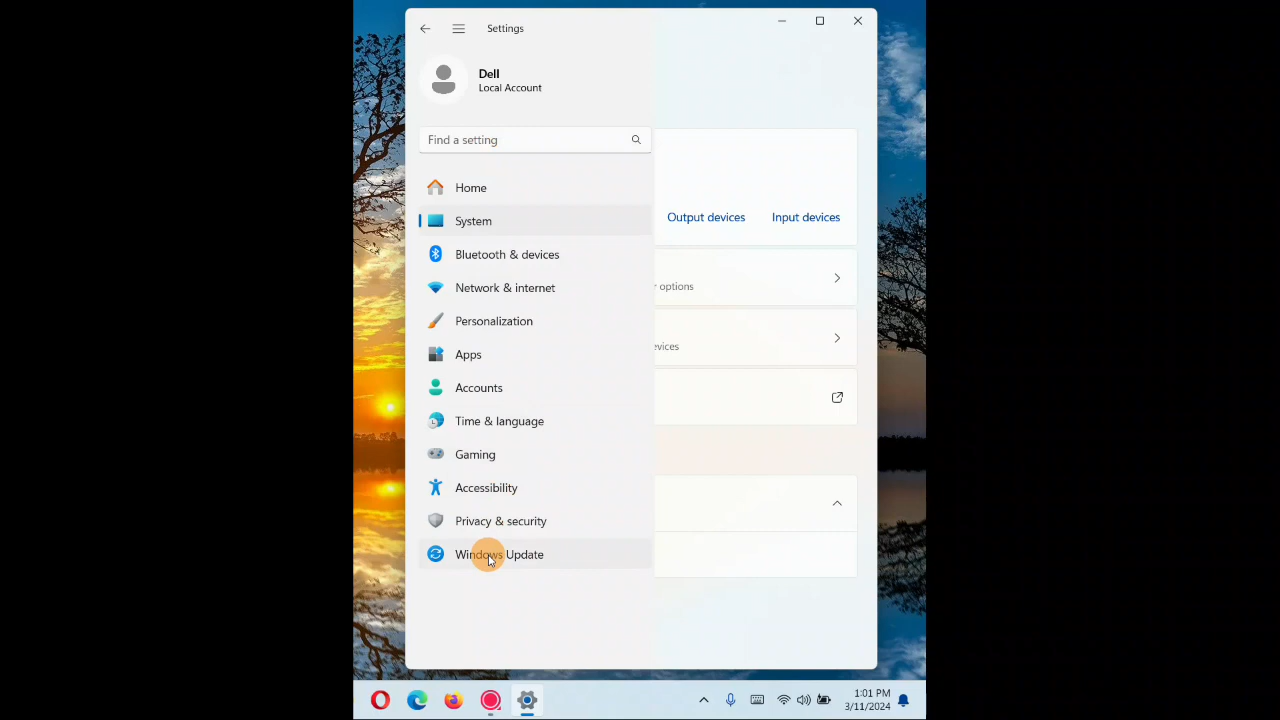 Settings
Dell
Local Account
Find a setting
Home
System
Bluetooth & devices
Network & internet
Personalization
Apps
Accounts
Time & language
Gaming
Accessibility
Privacy & security
Windows Update
Output devices
Input devices
options
1:01 PM
3/11/2024